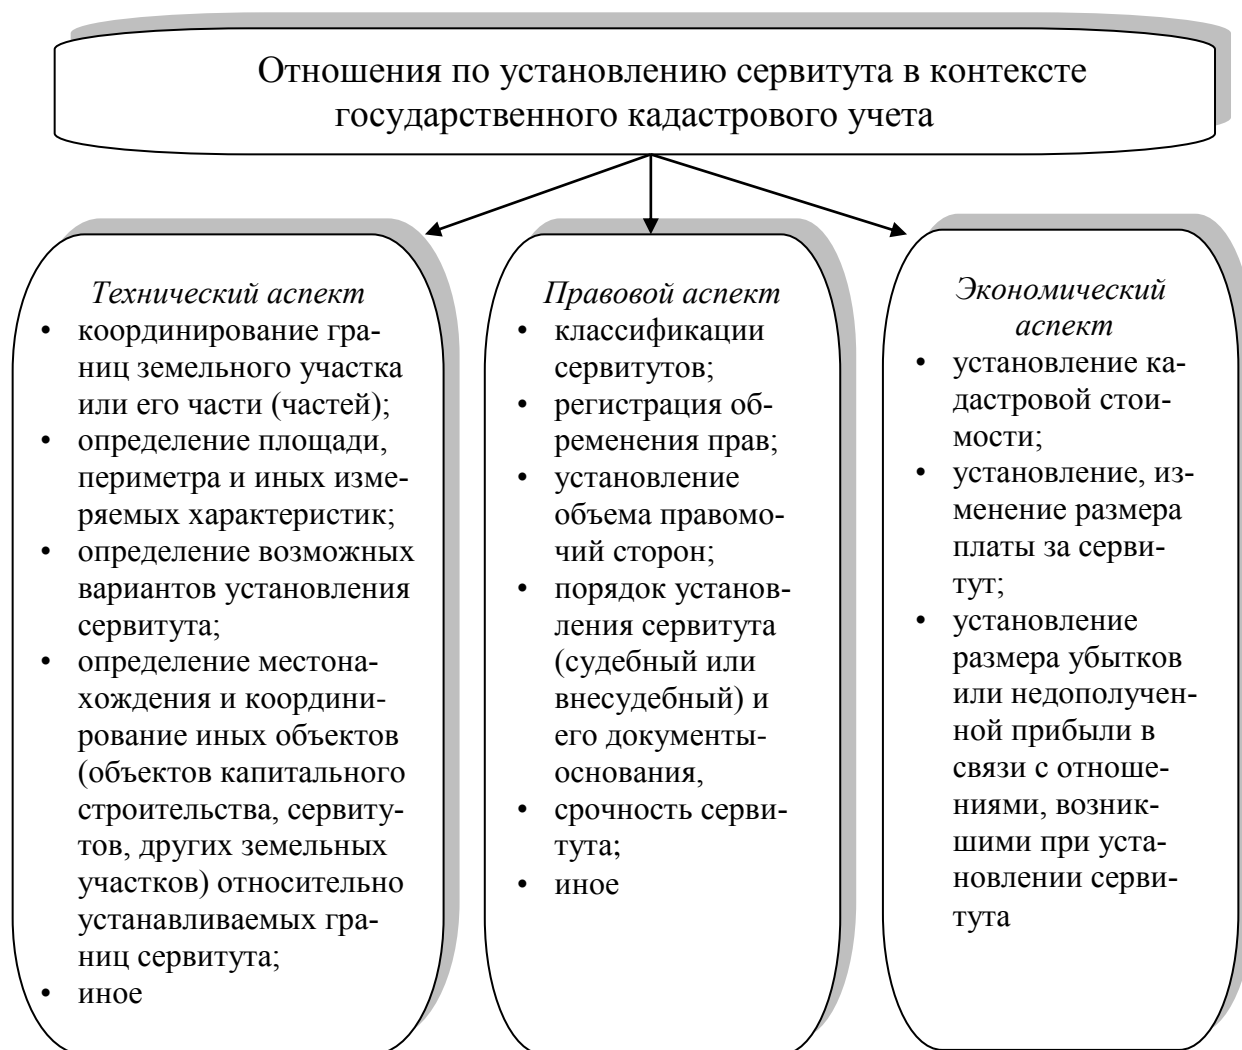 Отношения по установлению сервитута в контексте
государственного кадастрового учета
Технический аспект
• координирование гра-
ниц земельного участка
или его части (частей);
• определение площади,
периметра и иных изме-
ряемых характеристик;
• определение возможных
вариантов установления
сервитута;
• определение местона-
хождения и координи-
рование иных объектов
(объектов капитального
строительства, сервиту-
тов, других земельных
участков) относительно
устанавливаемых гра-
ниц сервитута;
• иное
Правовой аспект
• классификации
сервитутов;
• регистрация об-
ременения прав;
• установление
объема правомо-
чий сторон;
• порядок установ-
ления сервитута
(судебный или
внесудебный) и
его документы-
основания,
• срочность серви-
тута;
• иное
Экономический
аспект
• установление ка-
дастровой стои-
мости;
• установление, из-
менение размера
платы за серви-
тут;
• установление
размера убытков
или недополучен-
ной прибыли в
связи с отноше-
ниями, возник-
шими при уста-
новлении серви-
тута